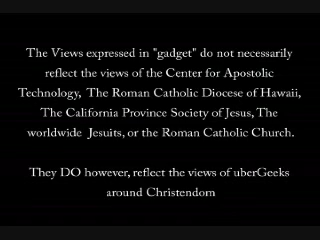 The Views expressed in "gadget" do not necessarily
reflect the views of the Center for Apostolic
Technology, The Roman Catholic Diocese of Hawaii,
The California Province Society of Jesus, The
worldwide Jesuits, or the Roman Catholic Church.
They DO however, reflect the views of uberGeeks
around Christendom